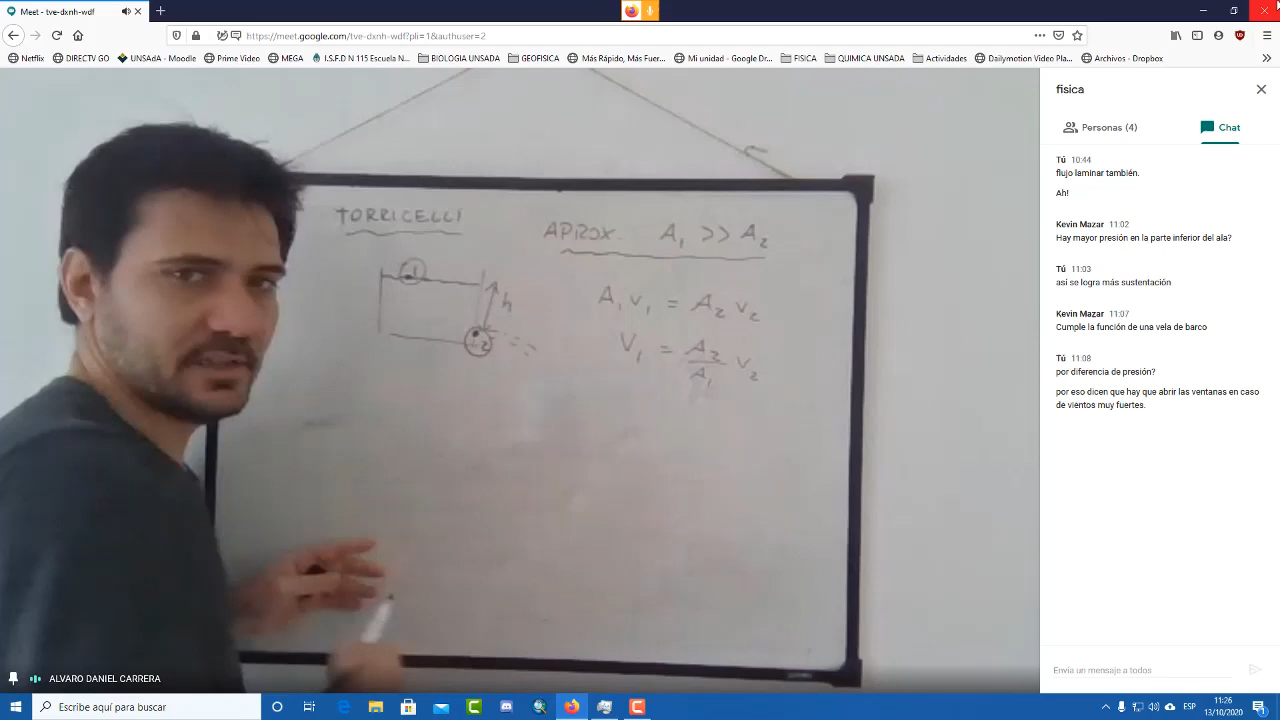 Meet - tve-dxnh-wdf
https://meet.google.com/tve-dxnh-wdf?pli=1&authuser=2
Netflix DIRECTV GO UNSAdA - Moodle Prime Video MEGA I.S.F.D N 115 Escuela N... BIOLOGIA UNSADA GEOFISICA Más Rápido, Más Fuer... Mi unidad - Google Dr... FISICA QUIMICA UNSADA Actividades Dailymotion Video Pla... Archivos - Dropbox
fisica
Personas (4) Chat
Tú 10:44
flujo laminar también.
Ah!
Kevin Mazar 11:02
Hay mayor presión en la parte inferior del ala?
Tú 11:03
asi se logra más sustentación
Kevin Mazar 11:07
Cumple la función de una vela de barco
Tú 11:08
por diferencia de presión?
por eso dicen que hay que abrir las ventanas en caso
de vientos muy fuertes.
Envía un mensaje a todos
TORRICELLI
APROX. A₁ >> A₂
1
h
2
A₁ V₁ = A₂ V₂
V₁ = A₂/A₁ V₂
ALVARO DANIEL CARRERA
Escribe aquí para buscar
ESP
11:26
13/10/2020
1